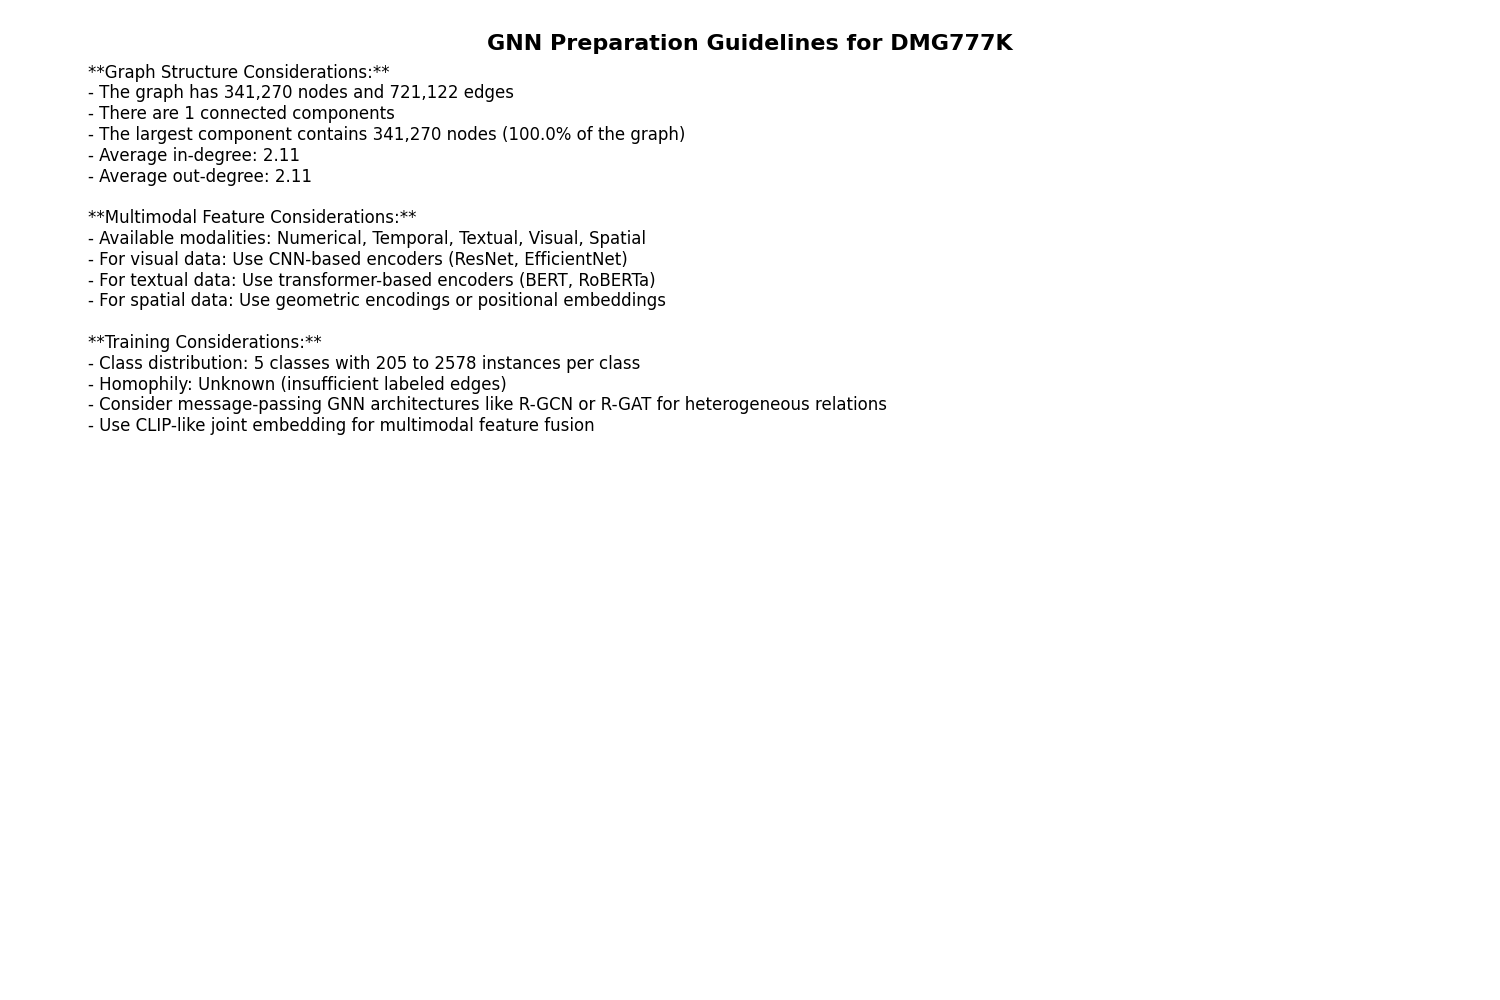 GNN Preparation Guidelines for DMG777K
**Graph Structure Considerations:**
- The graph has 341,270 nodes and 721,122 edges
- There are 1 connected components
- The largest component contains 341,270 nodes (100.0% of the graph)
- Average in-degree: 2.11
- Average out-degree: 2.11
**Multimodal Feature Considerations:**
- Available modalities: Numerical, Temporal, Textual, Visual, Spatial
- For visual data: Use CNN-based encoders (ResNet, EfficientNet)
- For textual data: Use transformer-based encoders (BERT, RoBERTa)
- For spatial data: Use geometric encodings or positional embeddings
**Training Considerations:**
- Class distribution: 5 classes with 205 to 2578 instances per class
- Homophily: Unknown (insufficient labeled edges)
- Consider message-passing GNN architectures like R-GCN or R-GAT for heterogeneous relations
- Use CLIP-like joint embedding for multimodal feature fusion